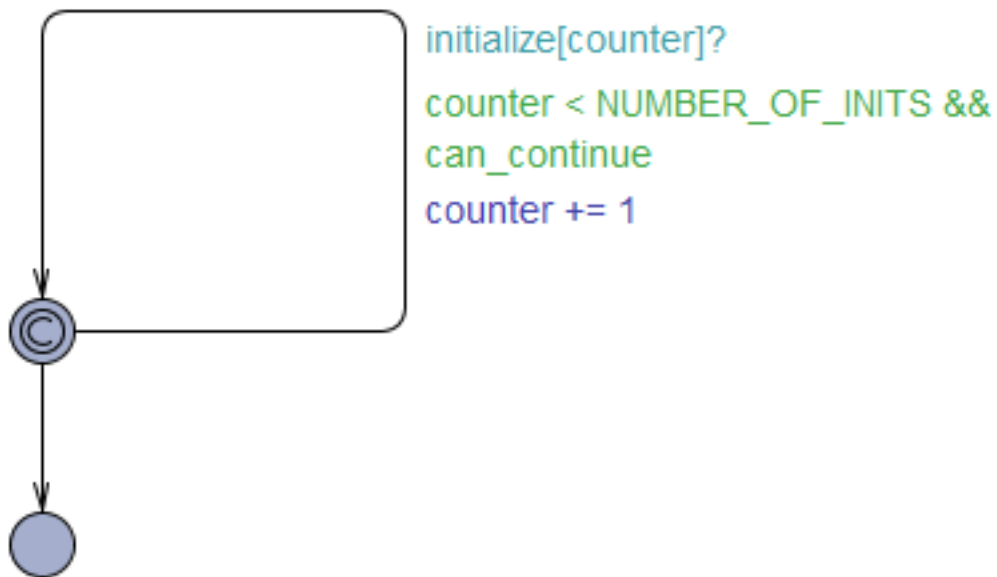 initialize[counter]?
counter < NUMBER_OF_INITS &&
can_continue
counter += 1
C